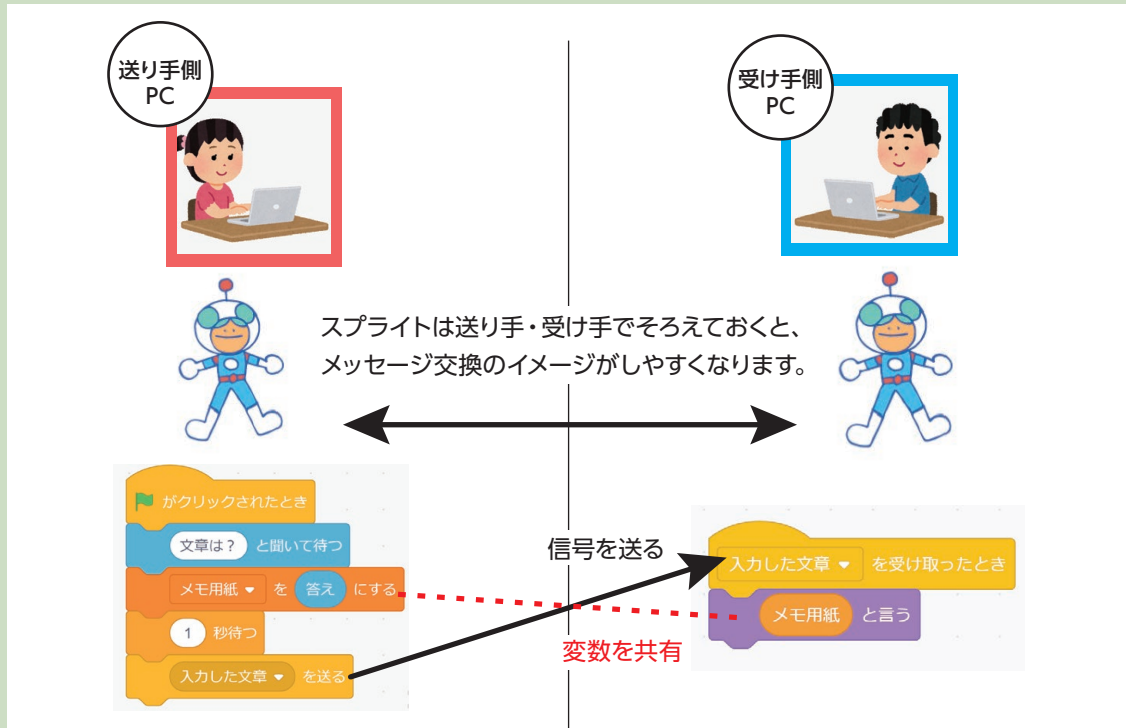 送り手側
PC
受け手側
PC
スプライトは送り手・受け手でそろえておくと、
メッセージ交換のイメージがしやすくなります。
がクリックされたとき
文章は？ と聞いて待つ
メモ用紙 を 答え にする
1 秒待つ
入力した文章 を送る
信号を送る
変数を共有
入力した文章 を受け取ったとき
メモ用紙 と言う